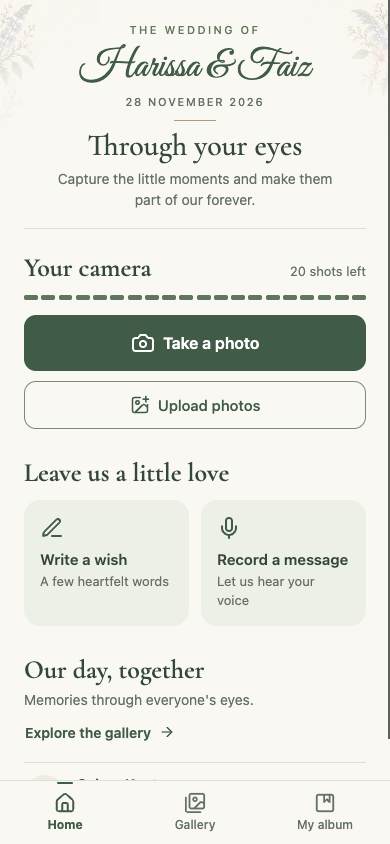 THE WEDDING OF
Harissa & Faiz
28 NOVEMBER 2026
Through your eyes
Capture the little moments and make them
part of our forever.
Your camera
20 shots left
Take a photo
Upload photos
Leave us a little love
Write a wish
A few heartfelt words
Record a message
Let us hear your
voice
Our day, together
Memories through everyone's eyes.
Explore the gallery
Home
Gallery
My album